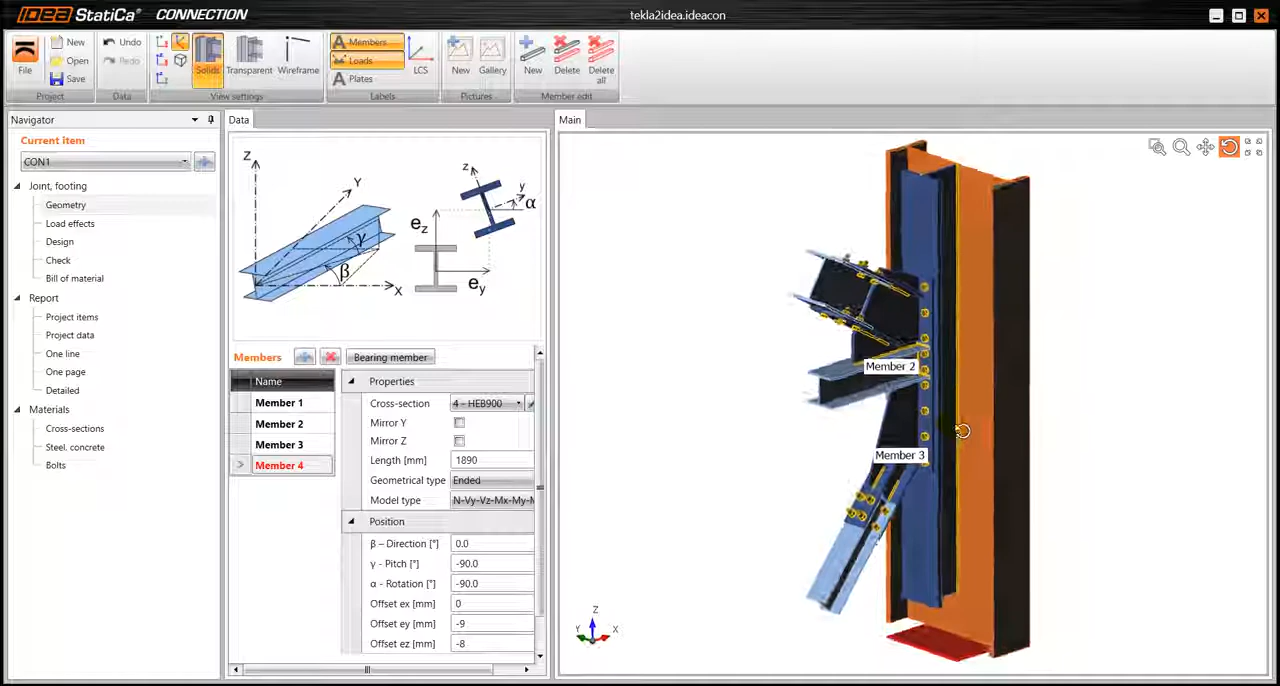 IDEA StatiCa® CONNECTION
tekla2idea.ideacon
File
New
Open
Save
Project
Undo
Redo
Data
Solids
Transparent
Wireframe
View settings
Members
Loads
Plates
LCS
Labels
New
Gallery
Pictures
New
Delete
Delete all
Member edit
Navigator
Current item
CON1
Joint, footing
Geometry
Load effects
Design
Check
Bill of material
Report
Project items
Project data
One line
One page
Detailed
Materials
Cross-sections
Steel, concrete
Bolts
Data
Z
Y
X
γ
β
z
y
α
ez
ey
Members
Bearing member
Name
Member 1
Member 2
Member 3
Member 4
Properties
Cross-section 4 - HEB900
Mirror Y
Mirror Z
Length [mm] 1890
Geometrical type Ended
Model type N-Vy-Vz-Mx-My-M
Position
β – Direction [°] 0.0
γ - Pitch [°] -90.0
α - Rotation [°] -90.0
Offset ex [mm] 0
Offset ey [mm] -9
Offset ez [mm] -8
Main
Member 2
Member 3
Z
Y
X